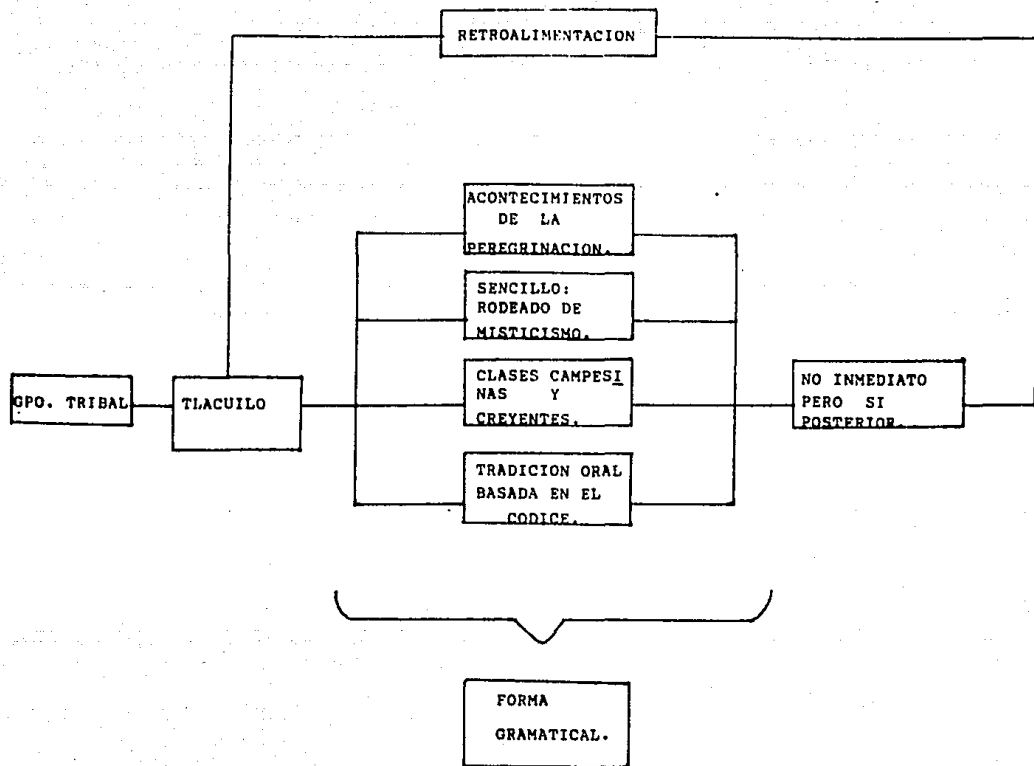 RETROALIMENTACION
ACONTECIMIENTOS
DE LA
PEREGRINACION.
SENCILLO:
RODEADO DE
MISTICISMO.
CLASES CAMPESI
NAS Y
CREYENTES.
TRADICION ORAL
BASADA EN EL
CODICE.
GPO. TRIBAL
TLACUILO
NO INMEDIATO
PERO SI
POSTERIOR.
FORMA
GRAMATICAL.